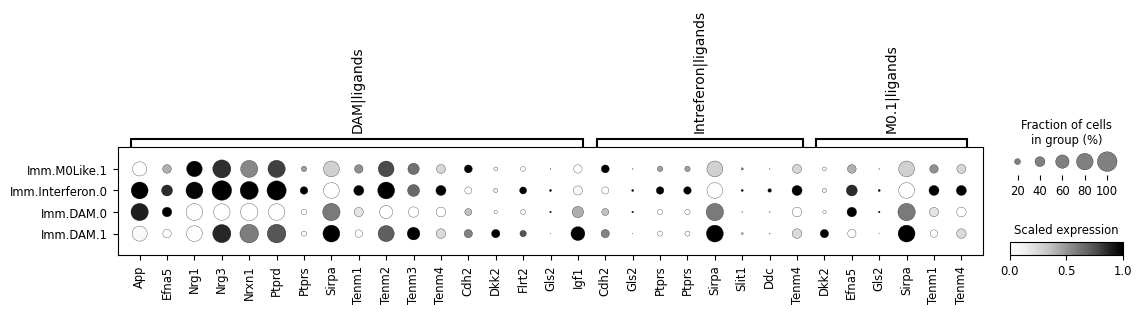 DAM|ligands
Intreferon|ligands
M0.1|ligands
Imm.M0Like.1
Imm.Interferon.0
Imm.DAM.0
Imm.DAM.1
App
Efna5
Nrg1
Nrg3
Nrxn1
Ptprd
Ptprs
Sirpa
Tenm1
Tenm2
Tenm3
Tenm4
Cdh2
Dkk2
Flrt2
Gls2
Igf1
Cdh2
Gls2
Ptprs
Ptprs
Sirpa
Slit1
Ddc
Tenm4
Dkk2
Efna5
Gls2
Sirpa
Tenm1
Tenm4
Fraction of cells
in group (%)
20 40 60 80 100
Scaled expression
0.0 0.5 1.0